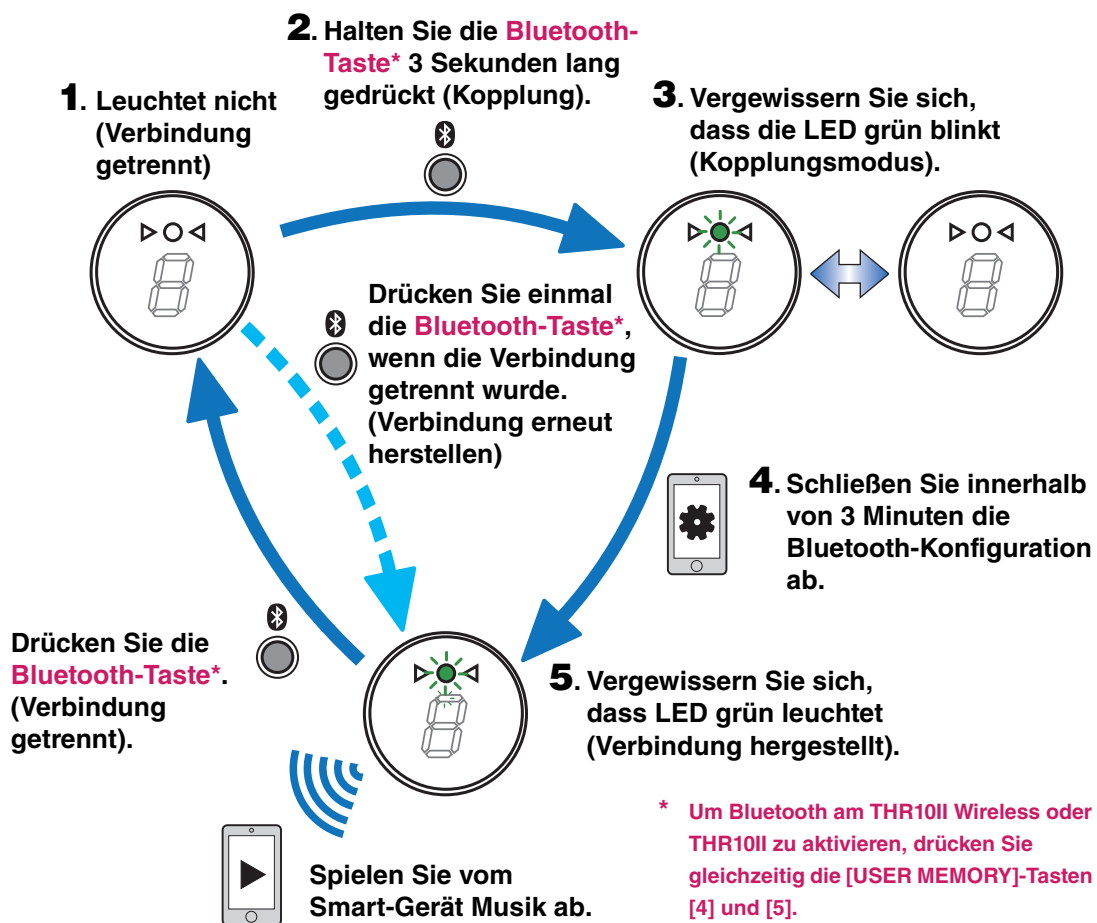 1. Leuchtet nicht
(Verbindung
getrennt)
2. Halten Sie die Bluetooth-
Taste* 3 Sekunden lang
gedrückt (Kopplung).
3. Vergewissern Sie sich,
dass die LED grün blinkt
(Kopplungsmodus).
Drücken Sie einmal
die Bluetooth-Taste*,
wenn die Verbindung
getrennt wurde.
(Verbindung erneut
herstellen)
4. Schließen Sie innerhalb
von 3 Minuten die
Bluetooth-Konfiguration
ab.
Drücken Sie die
Bluetooth-Taste*.
(Verbindung
getrennt).
5. Vergewissern Sie sich,
dass LED grün leuchtet
(Verbindung hergestellt).
Spielen Sie vom
Smart-Gerät Musik ab.
* Um Bluetooth am THR10II Wireless oder
THR10II zu aktivieren, drücken Sie
gleichzeitig die [USER MEMORY]-Tasten
[4] und [5].